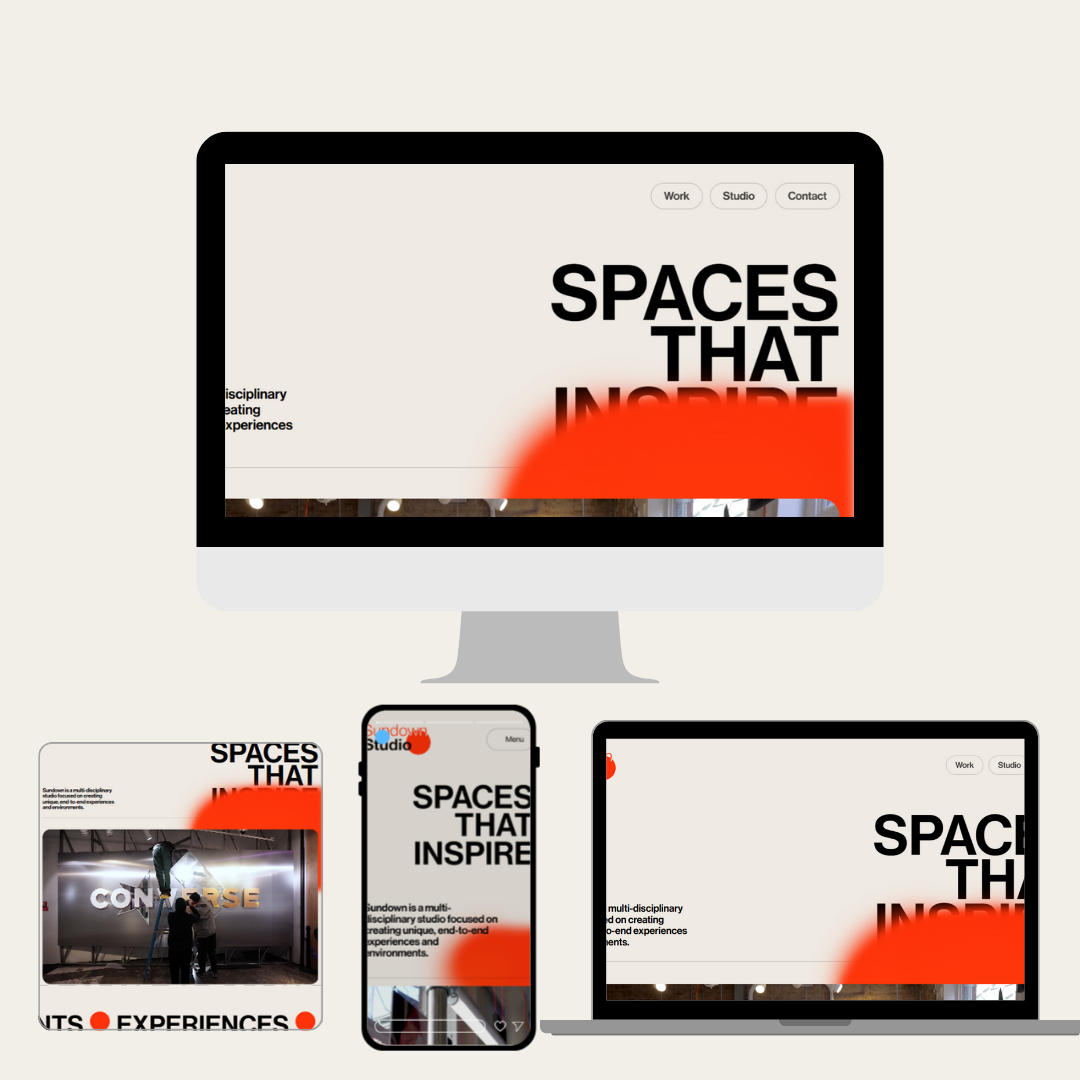 Work Studio Contact
SPACES
THAT
INSPIRE
isciplinary
eating
xperiences
SPACES
THAT
INSPIRE
Sundown is a multi-disciplinary
studio focused on creating
unique, end-to-end experiences
and environments.
CONVERSE
NTS EXPERIENCES
Sundown
Studio
Menu
SPACES
THAT
INSPIRE
Sundown is a multi-
disciplinary studio focused on
creating unique, end-to-end
experiences and
environments.
Work Studio
SPACE
THA
INSPIRE
multi-disciplinary
ed on creating
o-end experiences
ments.